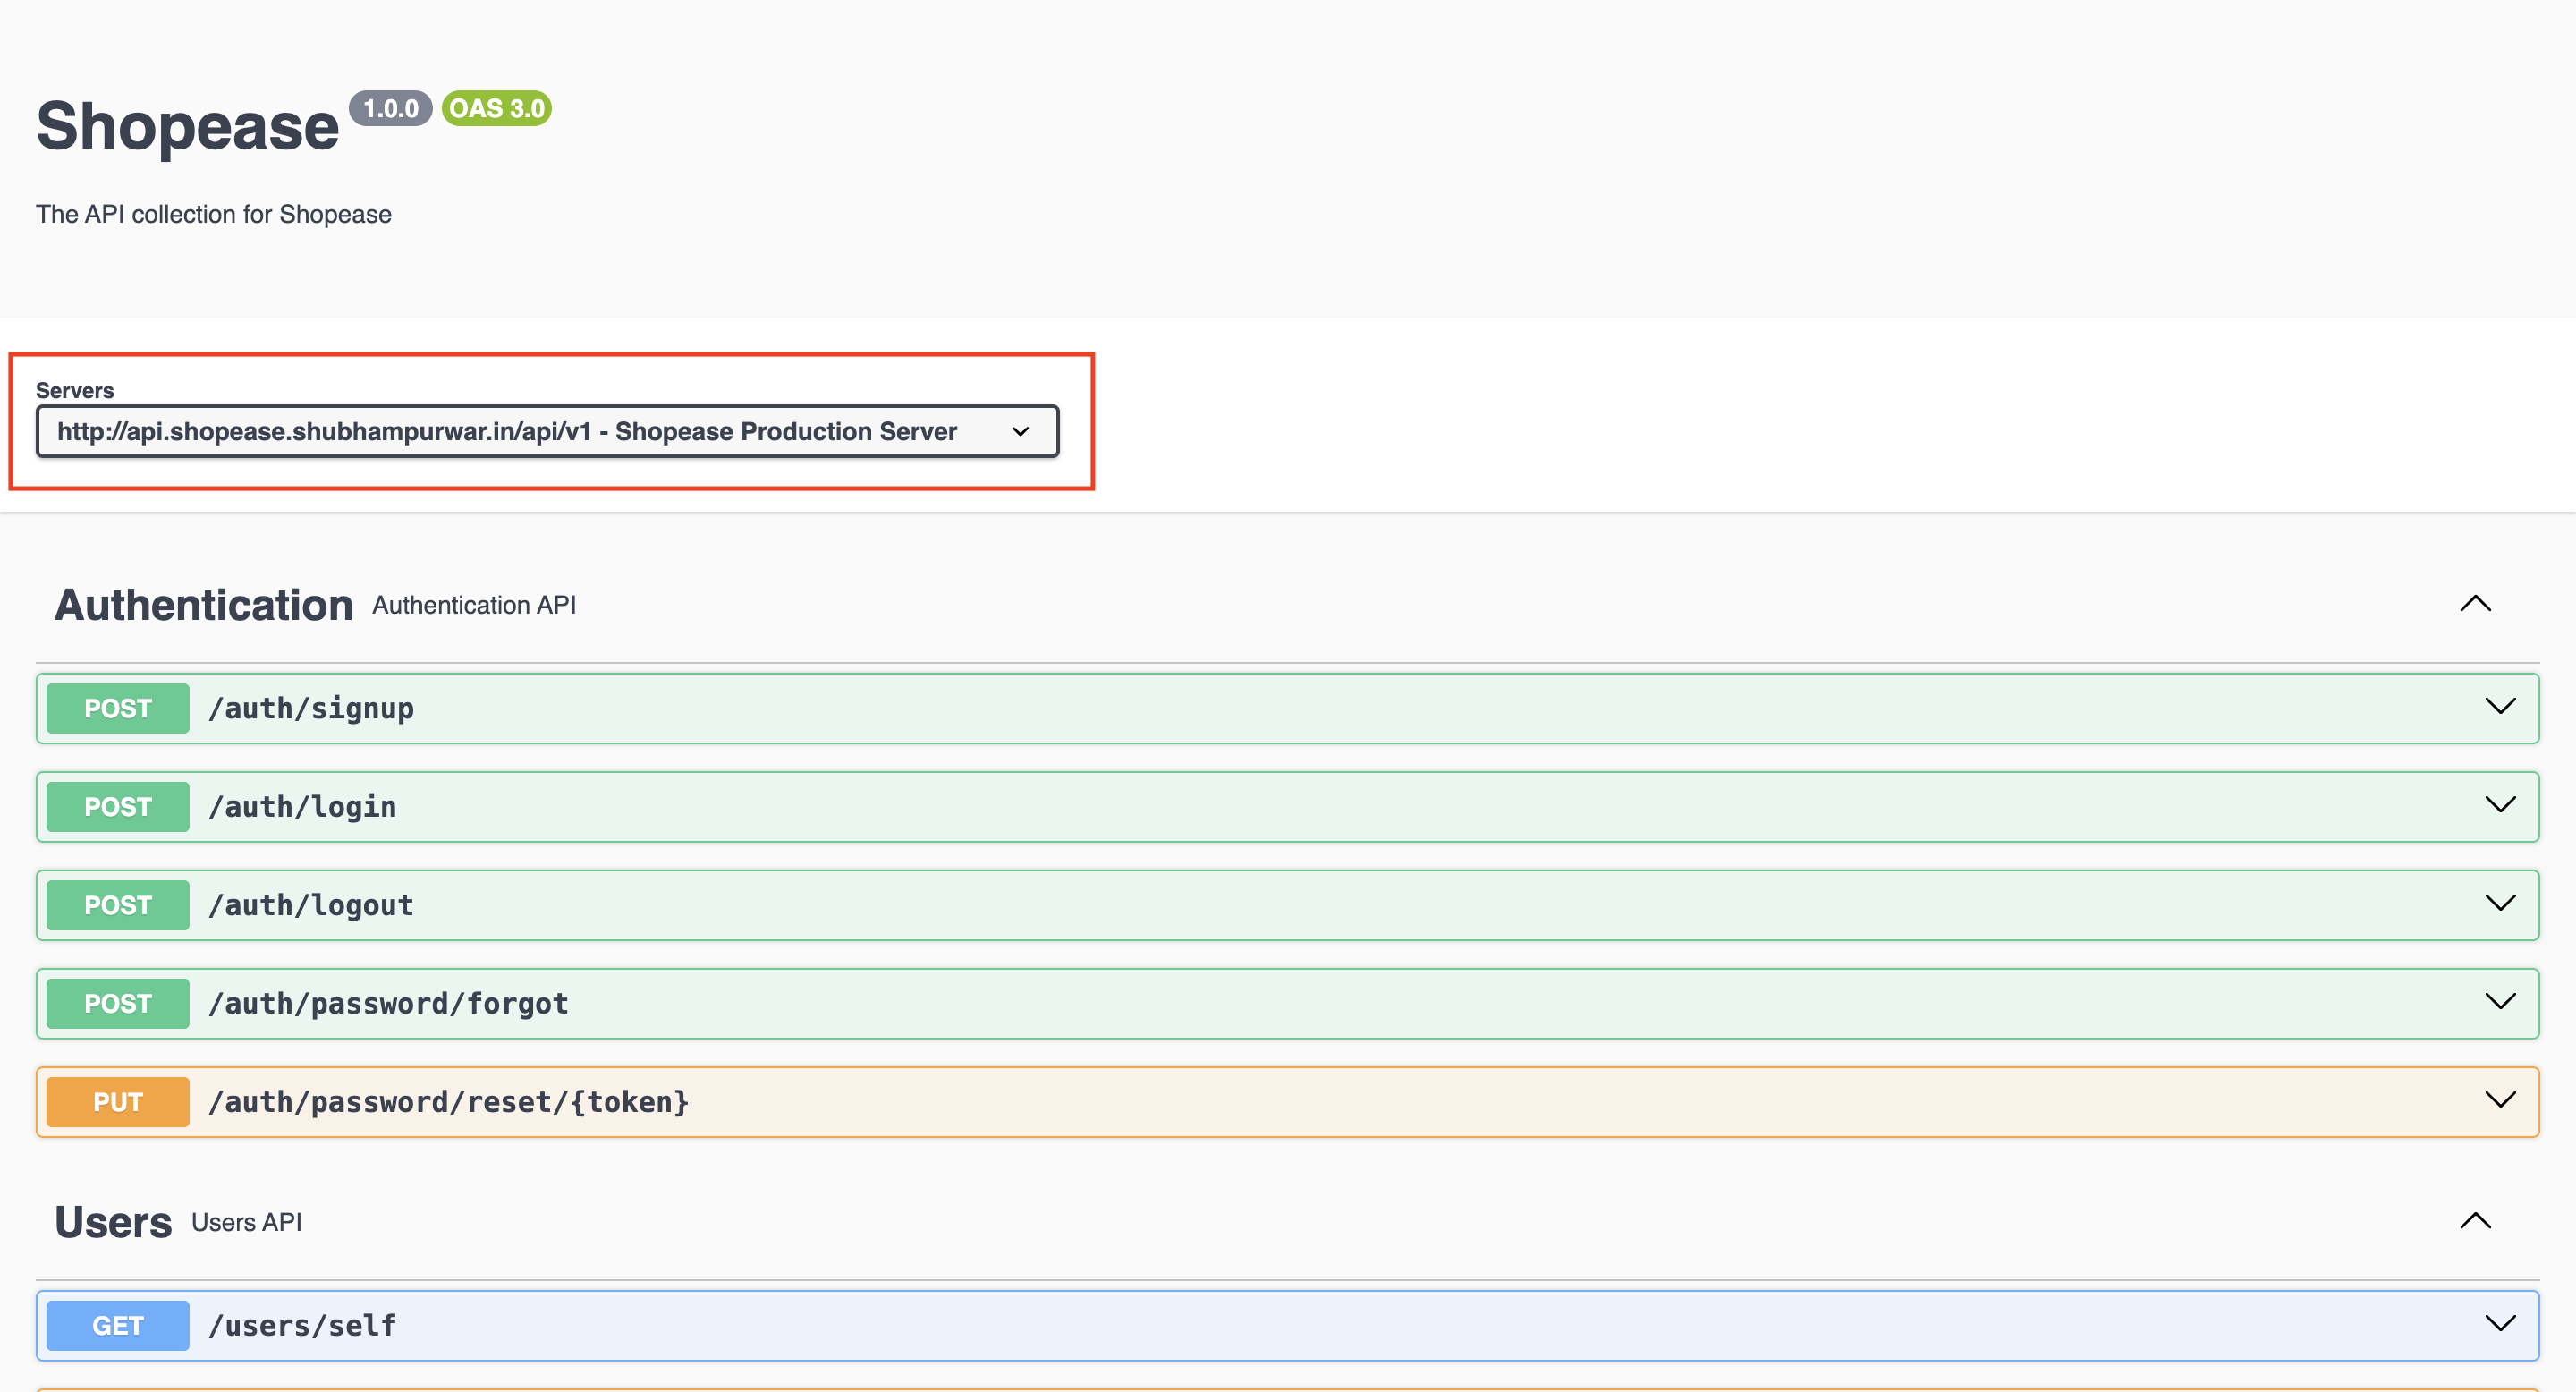 Shopease 1.0.0 OAS 3.0
The API collection for Shopease
Servers
http://api.shopease.shubhampurwar.in/api/v1 - Shopease Production Server
Authentication Authentication API
POST /auth/signup
POST /auth/login
POST /auth/logout
POST /auth/password/forgot
PUT /auth/password/reset/{token}
Users Users API
GET /users/self